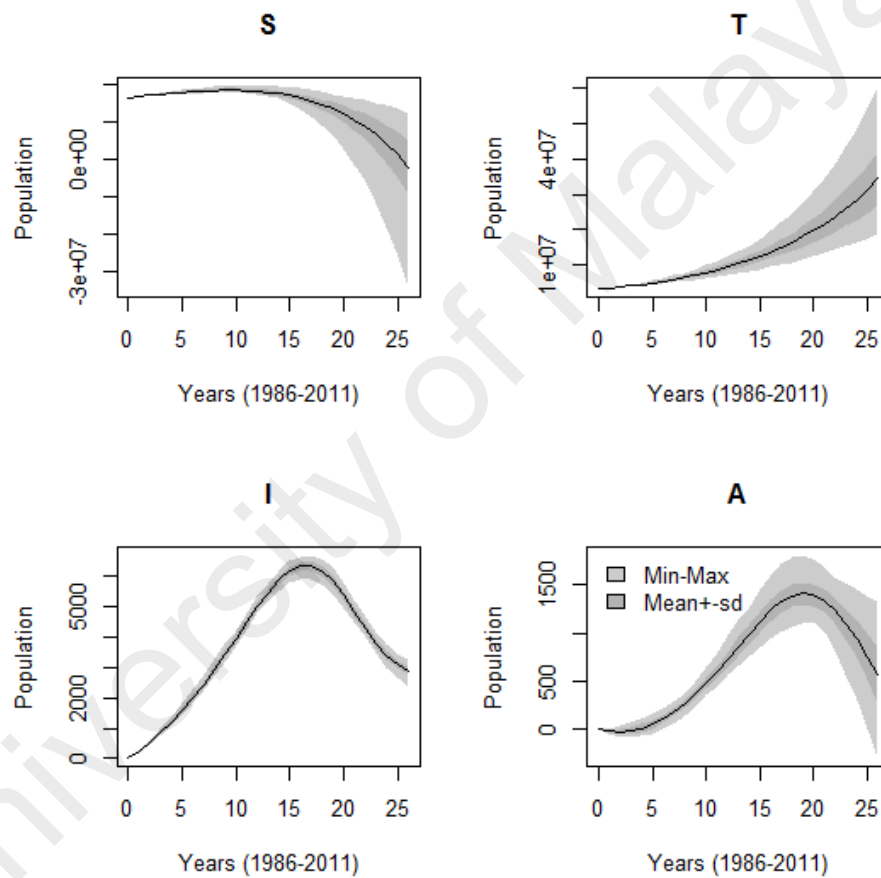 S
Population
0e+00
-3e+07
0 5 10 15 20 25
Years (1986-2011)
T
Population
4e+07
1e+07
0 5 10 15 20 25
Years (1986-2011)
I
Population
5000
2000
0
0 5 10 15 20 25
Years (1986-2011)
A
Min-Max
Mean+-sd
Population
1500
500
0
0 5 10 15 20 25
Years (1986-2011)
University of Malaya